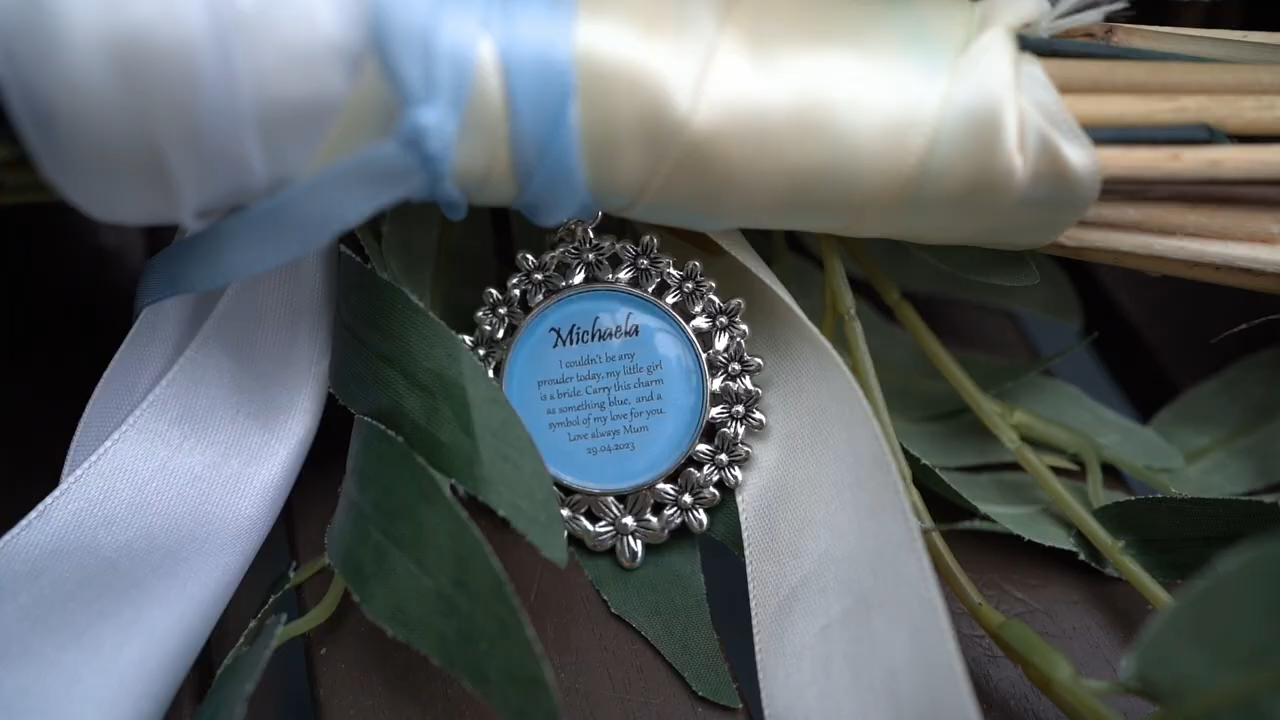 Michaela
I couldn't be any
prouder today, my little girl
is a bride. Carry this charm
as something blue, and a
symbol of my love for you.
Love always Mum
29.04.2023